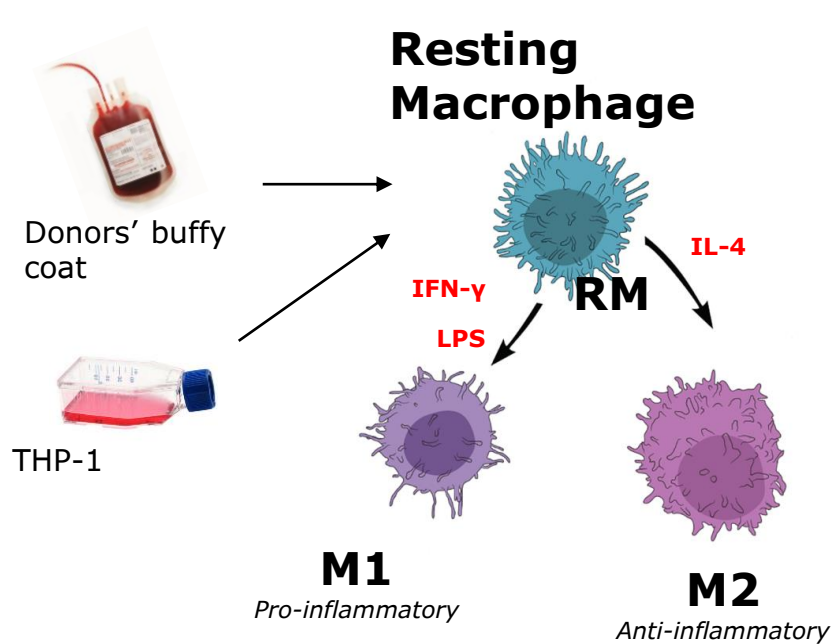 Resting
Macrophage
Donors’ buffy
coat
IL-4
IFN-γ
RM
LPS
THP-1
M1
Pro-inflammatory
M2
Anti-inflammatory